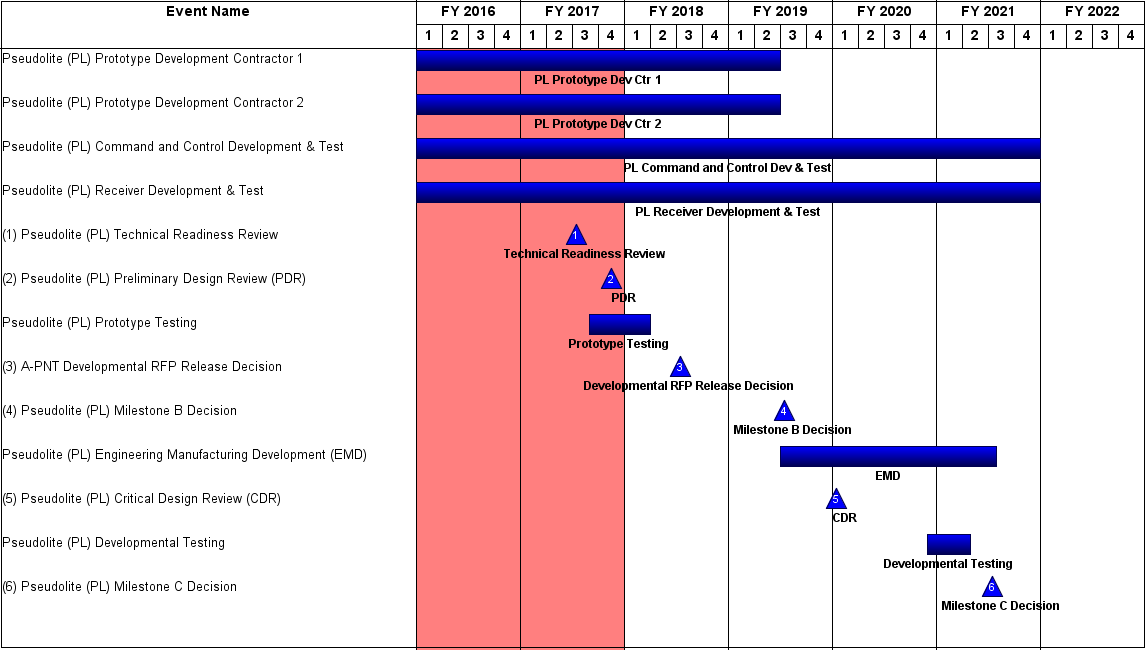 Event Name FY 2016 FY 2017 FY 2018 FY 2019 FY 2020 FY 2021 FY 2022
1 2 3 4 1 2 3 4 1 2 3 4 1 2 3 4 1 2 3 4 1 2 3 4 1 2 3 4
Pseudolite (PL) Prototype Development Contractor 1
PL Prototype Dev Ctr 1
Pseudolite (PL) Prototype Development Contractor 2
PL Prototype Dev Ctr 2
Pseudolite (PL) Command and Control Development & Test
PL Command and Control Dev & Test
Pseudolite (PL) Receiver Development & Test
PL Receiver Development & Test
(1) Pseudolite (PL) Technical Readiness Review 1
Technical Readiness Review
(2) Pseudolite (PL) Preliminary Design Review (PDR) 2
PDR
Pseudolite (PL) Prototype Testing
Prototype Testing
(3) A-PNT Developmental RFP Release Decision 3
Developmental RFP Release Decision
(4) Pseudolite (PL) Milestone B Decision 4
Milestone B Decision
Pseudolite (PL) Engineering Manufacturing Development (EMD)
EMD
(5) Pseudolite (PL) Critical Design Review (CDR) 5
CDR
Pseudolite (PL) Developmental Testing
Developmental Testing
(6) Pseudolite (PL) Milestone C Decision 6
Milestone C Decision